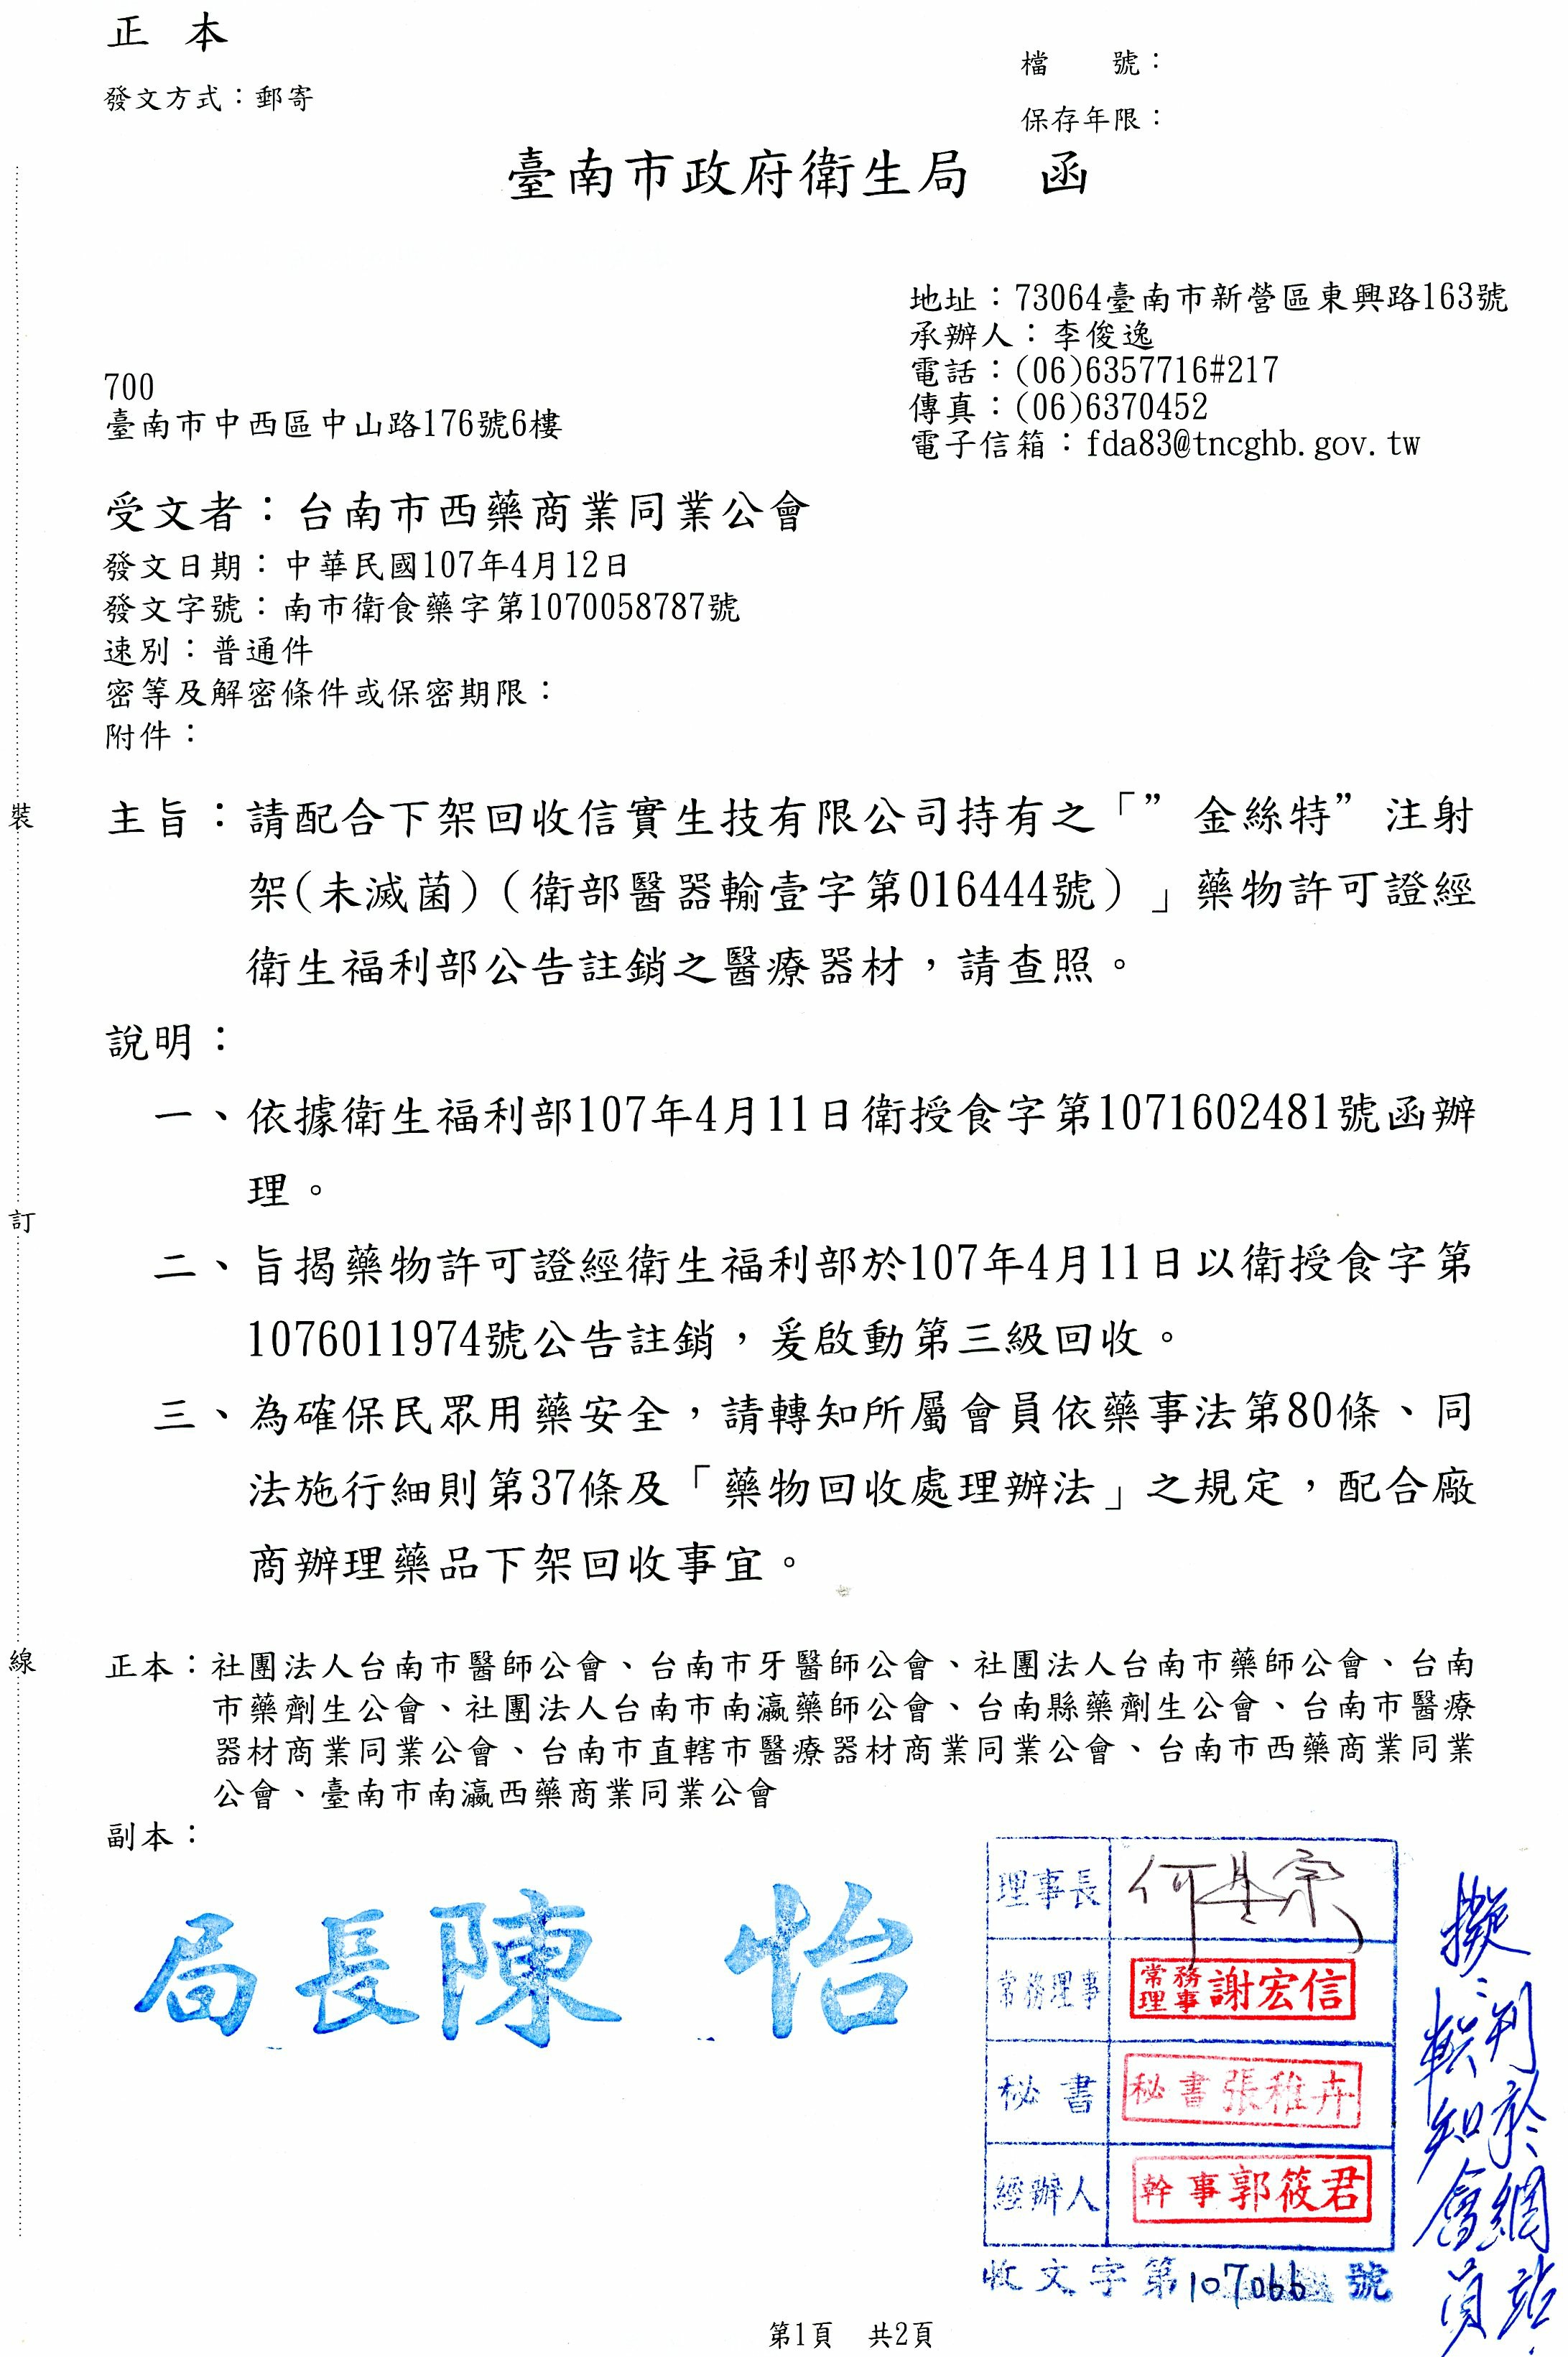 正 本
發文方式：郵寄
檔 號：
保存年限：
臺南市政府衛生局 函
地址：73064臺南市新營區東興路163號
承辦人：李俊逸
電話：(06)6357716#217
傳真：(06)6370452
電子信箱：fda83@tncghb.gov.tw
700
臺南市中西區中山路176號6樓
受文者：台南市西藥商業同業公會
發文日期：中華民國107年4月12日
發文字號：南市衛食藥字第1070058787號
速別：普通件
密等及解密條件或保密期限：
附件：
主旨：請配合下架回收信實生技有限公司持有之「”金絲特”注射
架(未滅菌)（衛部醫器輸壹字第016444號）」藥物許可證經
衛生福利部公告註銷之醫療器材，請查照。
說明：
一、依據衛生福利部107年4月11日衛授食字第1071602481號函辦
理。
二、旨揭藥物許可證經衛生福利部於107年4月11日以衛授食字第
1076011974號公告註銷，爰啟動第三級回收。
三、為確保民眾用藥安全，請轉知所屬會員依藥事法第80條、同
法施行細則第37條及「藥物回收處理辦法」之規定，配合廠
商辦理藥品下架回收事宜。
正本：社團法人台南市醫師公會、台南市牙醫師公會、社團法人台南市藥師公會、台南
市藥劑生公會、社團法人台南市南瀛藥師公會、台南縣藥劑生公會、台南市醫療
器材商業同業公會、台南市直轄市醫療器材商業同業公會、台南市西藥商業同業
公會、臺南市南瀛西藥商業同業公會
副本：
局長陳 怡
理事長 何基宗
常務理事 常務理事 謝宏信
秘書 秘書張稚卉
經辦人 幹事郭筱君
收文字第107066號
擬：刊於網站
轉知會員
裝
訂
線
第1頁 共2頁